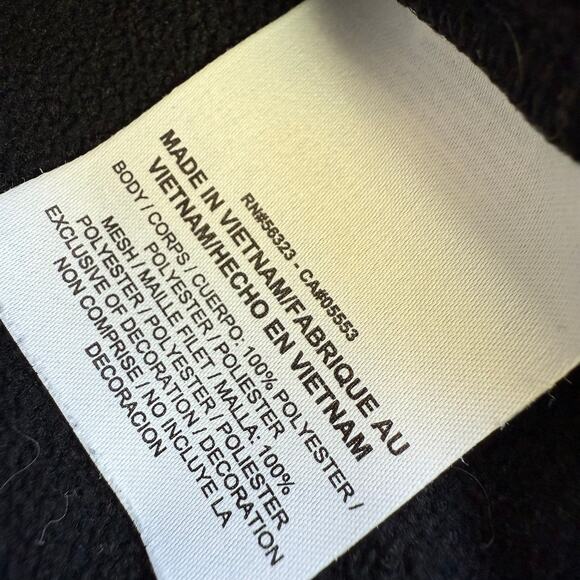 RN#56323 - CA#05553
MADE IN VIETNAM/FABRIQUE AU
VIETNAM/HECHO EN VIETNAM
BODY / CORPS / CUERPO: 100% POLYESTER /
POLYESTER / POLIESTER
MESH / MAILLE FILET / MALLA: 100%
POLYESTER / POLYESTER / POLIESTER
EXCLUSIVE OF DECORATION / DECORATION
NON COMPRISE / NO INCLUYE LA
DECORACION